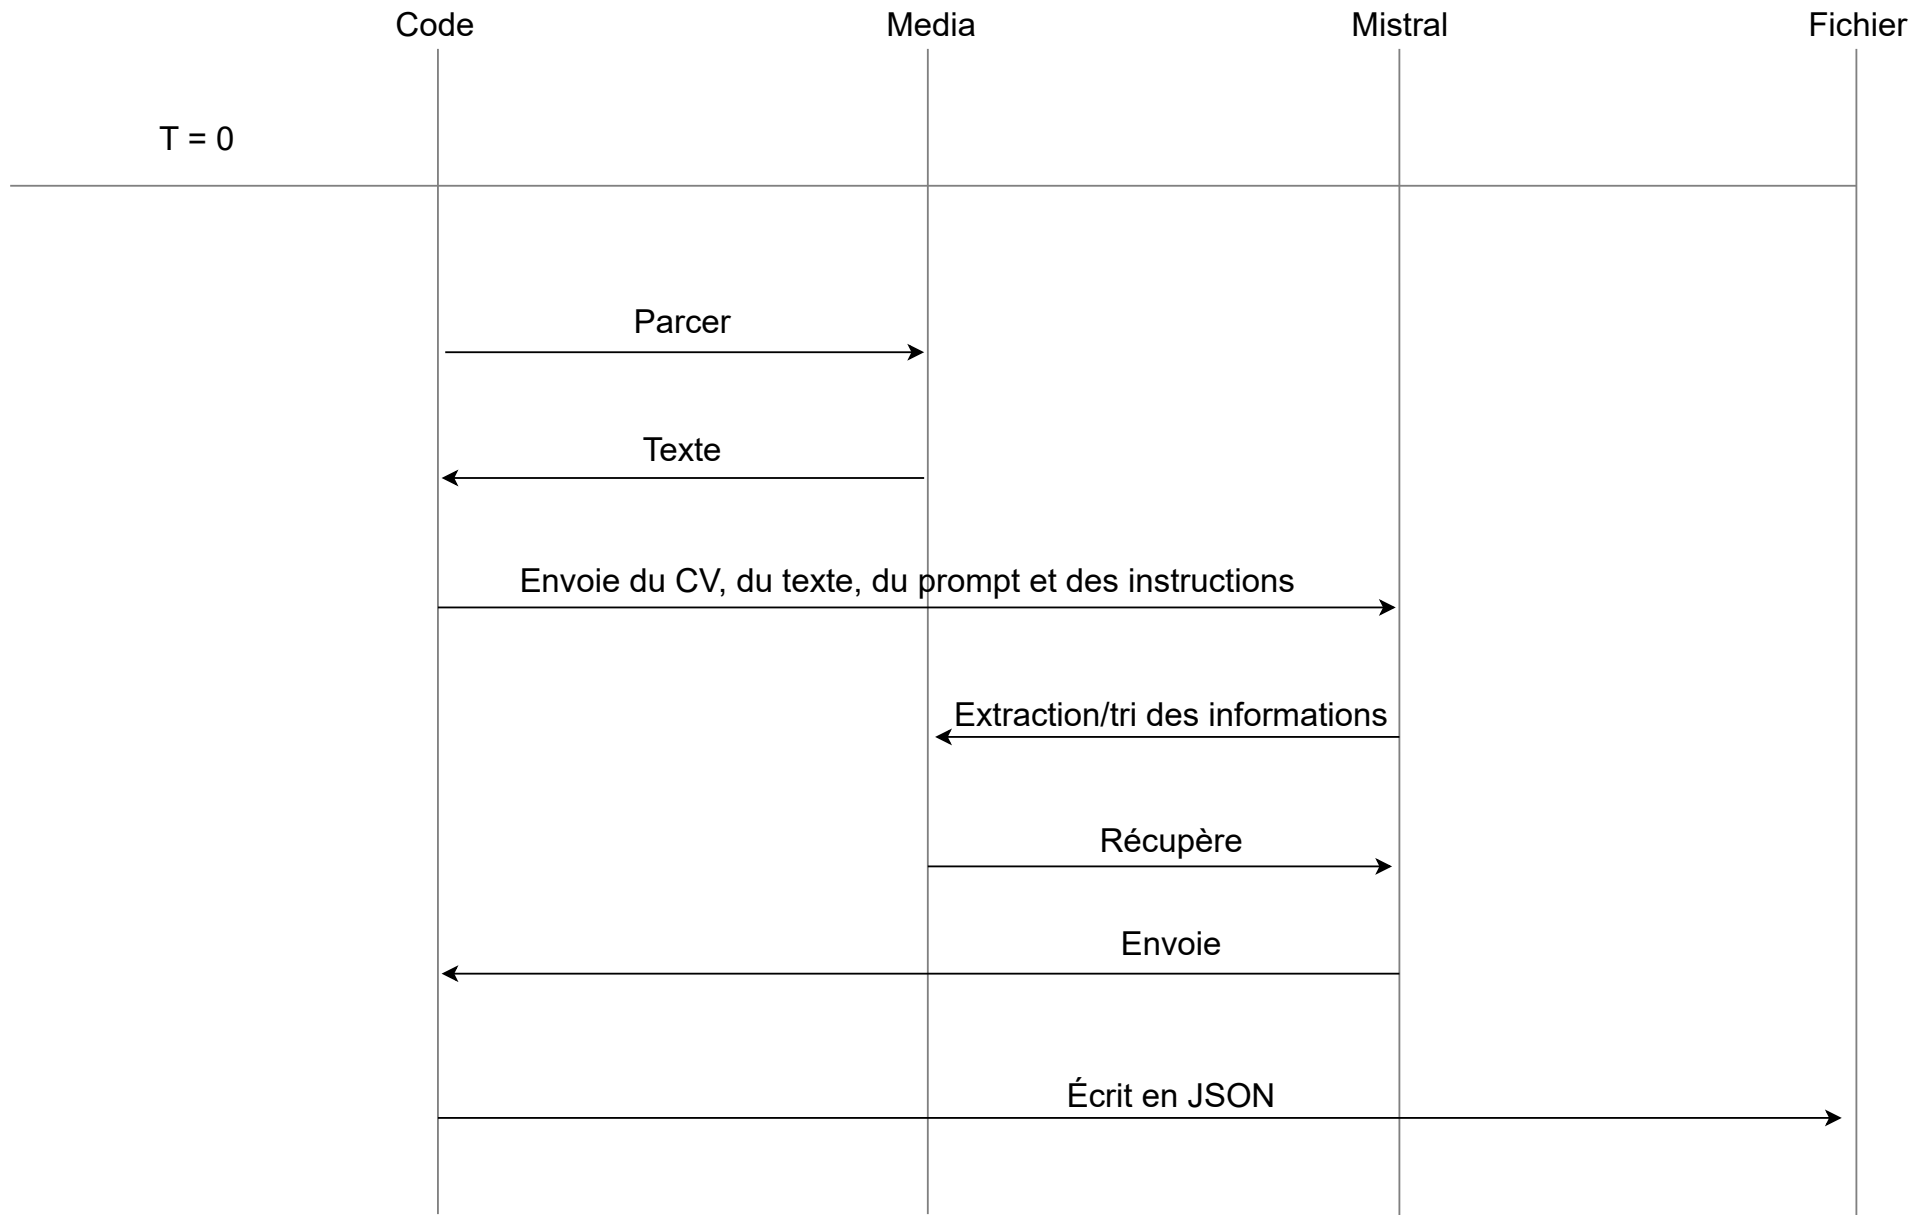 Code
Media
Mistral
Fichier
T = 0
Parcer
Texte
Envoie du CV, du texte, du prompt et des instructions
Extraction/tri des informations
Récupère
Envoie
Écrit en JSON